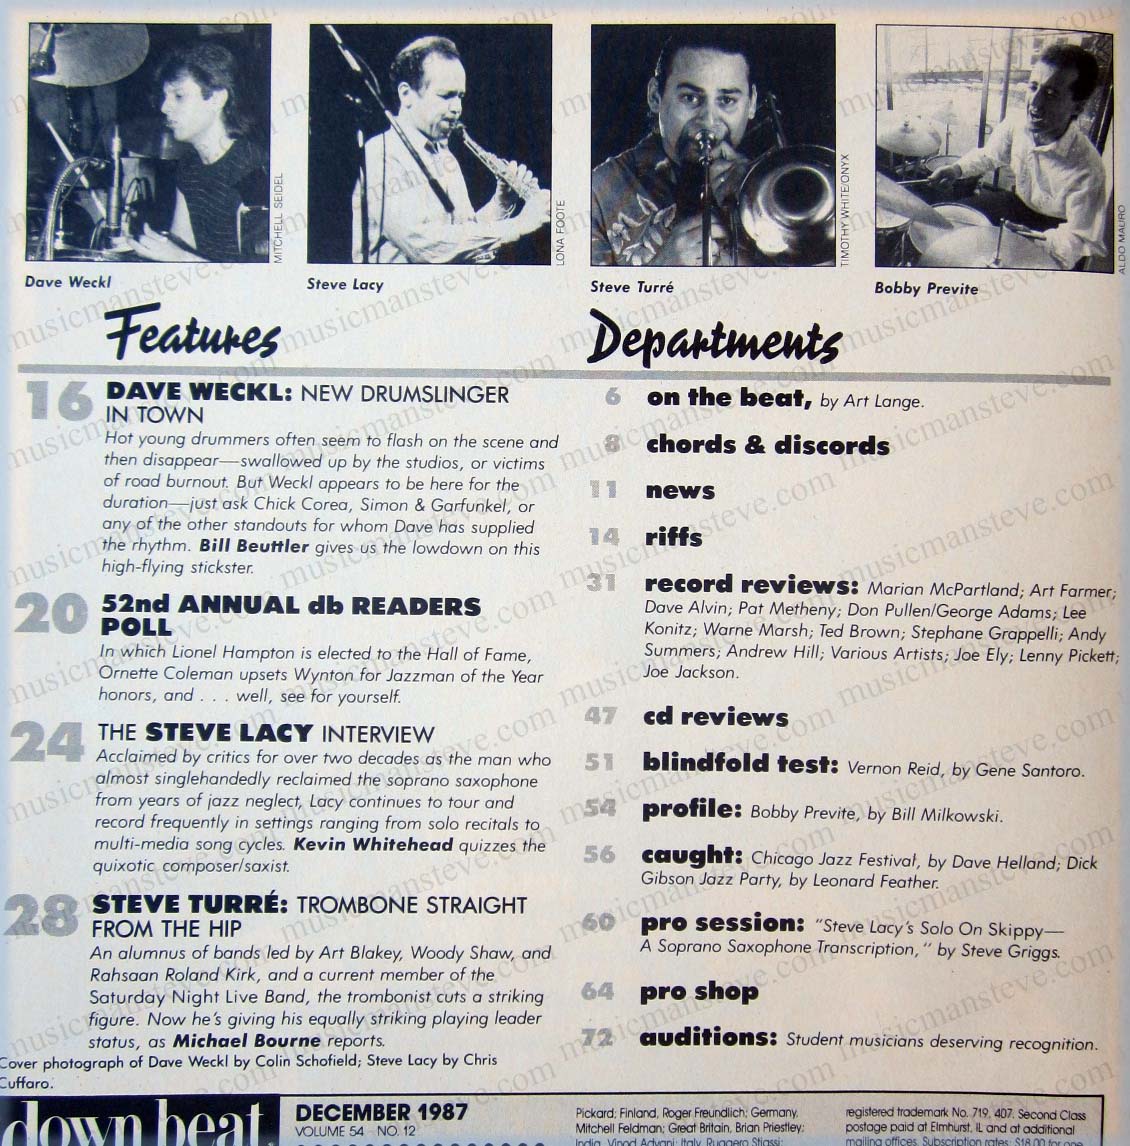 MITCHELL SEIDEL
LONA FOOTE
TIMOTHY WHITE/ONYX
ALDO MAURO
Dave Weckl
Steve Lacy
Steve Turré
Bobby Previte
Features
16 DAVE WECKL: NEW DRUMSLINGER
IN TOWN
Hot young drummers often seem to flash on the scene and
then disappear—swallowed up by the studios, or victims
of road burnout. But Weckl appears to be here for the
duration—just ask Chick Corea, Simon & Garfunkel, or
any of the other standouts for whom Dave has supplied
the rhythm. Bill Beuttler gives us the lowdown on this
high-flying stickster.
20 52nd ANNUAL db READERS
POLL
In which Lionel Hampton is elected to the Hall of Fame,
Ornette Coleman upsets Wynton for Jazzman of the Year
honors, and . . . well, see for yourself.
24 THE STEVE LACY INTERVIEW
Acclaimed by critics for over two decades as the man who
almost singlehandedly reclaimed the soprano saxophone
from years of jazz neglect, Lacy continues to tour and
record frequently in settings ranging from solo recitals to
multi-media song cycles. Kevin Whitehead quizzes the
quixotic composer/saxist.
28 STEVE TURRÉ: TROMBONE STRAIGHT
FROM THE HIP
An alumnus of bands led by Art Blakey, Woody Shaw, and
Rahsaan Roland Kirk, and a current member of the
Saturday Night Live Band, the trombonist cuts a striking
figure. Now he's giving his equally striking playing leader
status, as Michael Bourne reports.
Cover photograph of Dave Weckl by Colin Schofield; Steve Lacy by Chris
Cuffaro.
Departments
6 on the beat, by Art Lange.
8 chords & discords
11 news
14 riffs
31 record reviews: Marian McPartland; Art Farmer;
Dave Alvin; Pat Metheny; Don Pullen/George Adams; Lee
Konitz; Warne Marsh; Ted Brown; Stephane Grappelli; Andy
Summers; Andrew Hill; Various Artists; Joe Ely; Lenny Pickett;
Joe Jackson.
47 cd reviews
51 blindfold test: Vernon Reid, by Gene Santoro.
54 profile: Bobby Previte, by Bill Milkowski.
56 caught: Chicago Jazz Festival, by Dave Helland; Dick
Gibson Jazz Party, by Leonard Feather.
60 pro session: "Steve Lacy's Solo On Skippy—
A Soprano Saxophone Transcription," by Steve Griggs.
64 pro shop
72 auditions: Student musicians deserving recognition.
down beat
DECEMBER 1987
VOLUME 54 NO. 12
Pickard; Finland, Roger Freundlich; Germany,
Mitchell Feldman; Great Britain, Brian Priestley;
India, Vinod Advani; Italy, Ruggero Stiassi;
registered trademark No. 719, 407. Second Class
postage paid at Elmhurst, IL and at additional
mailing offices. Subscription rates: $18.00 for one
musicmansteve.com